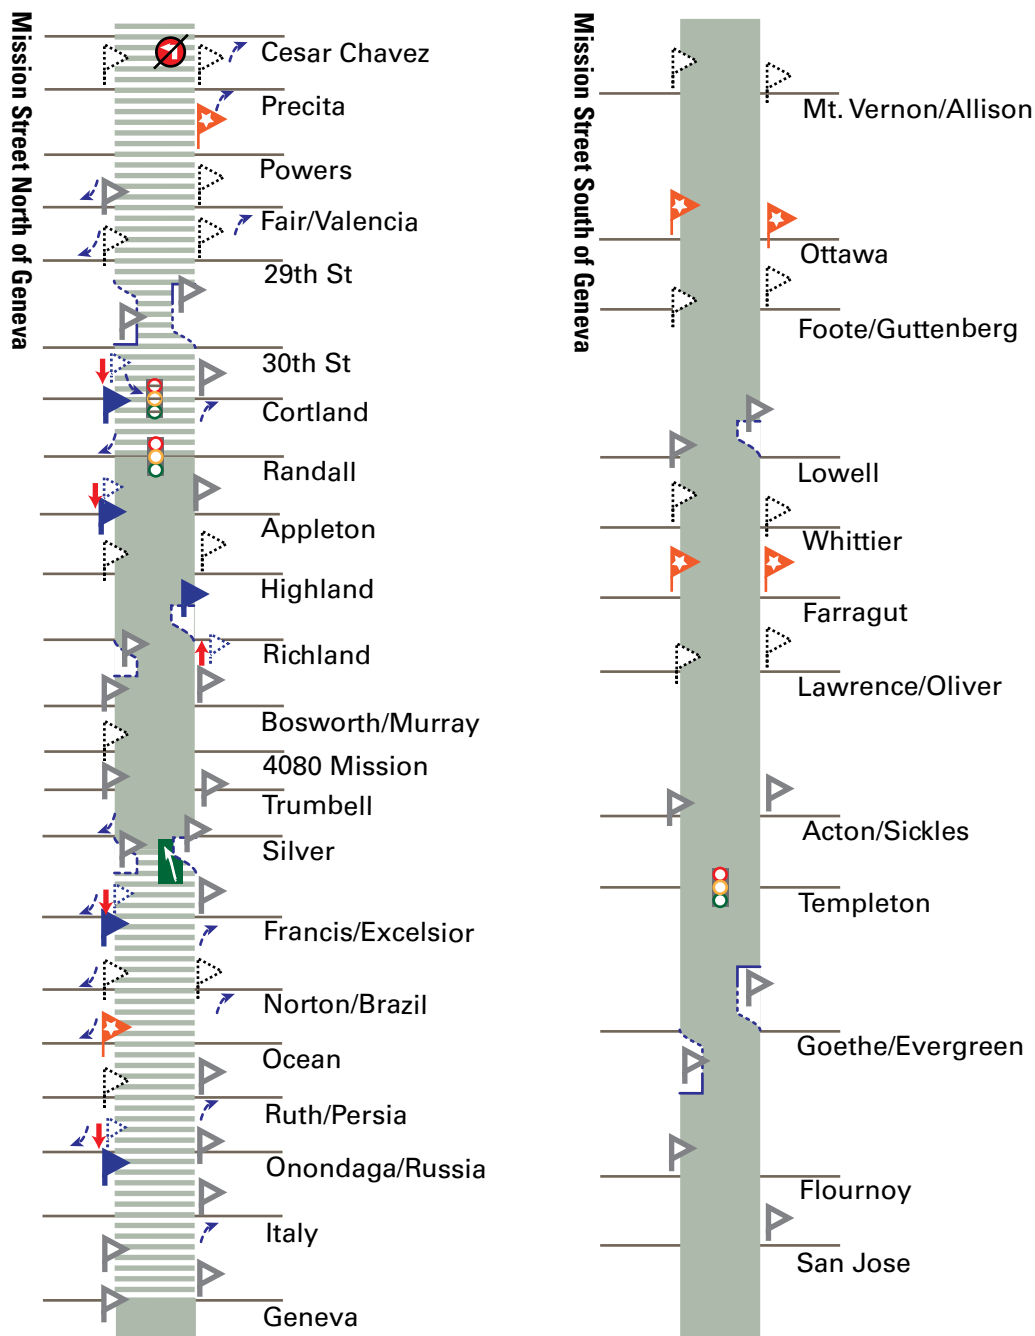 Mission Street North of Geneva
Cesar Chavez
Precita
Powers
Fair/Valencia
29th St
30th St
Cortland
Randall
Appleton
Highland
Richland
Bosworth/Murray
4080 Mission
Trumbell
Silver
Francis/Excelsior
Norton/Brazil
Ocean
Ruth/Persia
Onondaga/Russia
Italy
Geneva
Mission Street South of Geneva
Mt. Vernon/Allison
Ottawa
Foote/Guttenberg
Lowell
Whittier
Farragut
Lawrence/Oliver
Acton/Sickles
Templeton
Goethe/Evergreen
Flournoy
San Jose